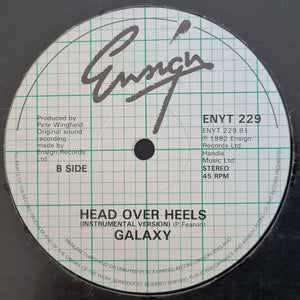 Ensign
Produced by
Pete Wingfield
Original sound
recording
made by
Ensign Records
Ltd
B SIDE
ENYT 229
ENYT 229 B1
℗ 1982 Ensign
Records Ltd.
Handle
Music Ltd.
STEREO
45 RPM
HEAD OVER HEELS
(INSTRUMENTAL VERSION) (P.Fearon)
GALAXY